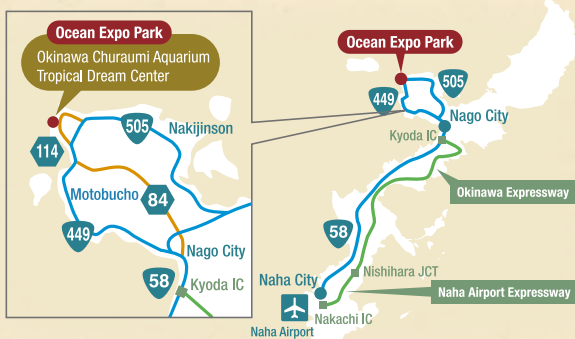 Ocean Expo Park
Okinawa Churaumi Aquarium
Tropical Dream Center
505
Nakijinson
114
Motobucho
84
449
Nago City
58
Kyoda IC
Ocean Expo Park
505
449
Nago City
Kyoda IC
Okinawa Expressway
58
Nishihara JCT
Naha City
Naha Airport Expressway
Nakachi IC
Naha Airport